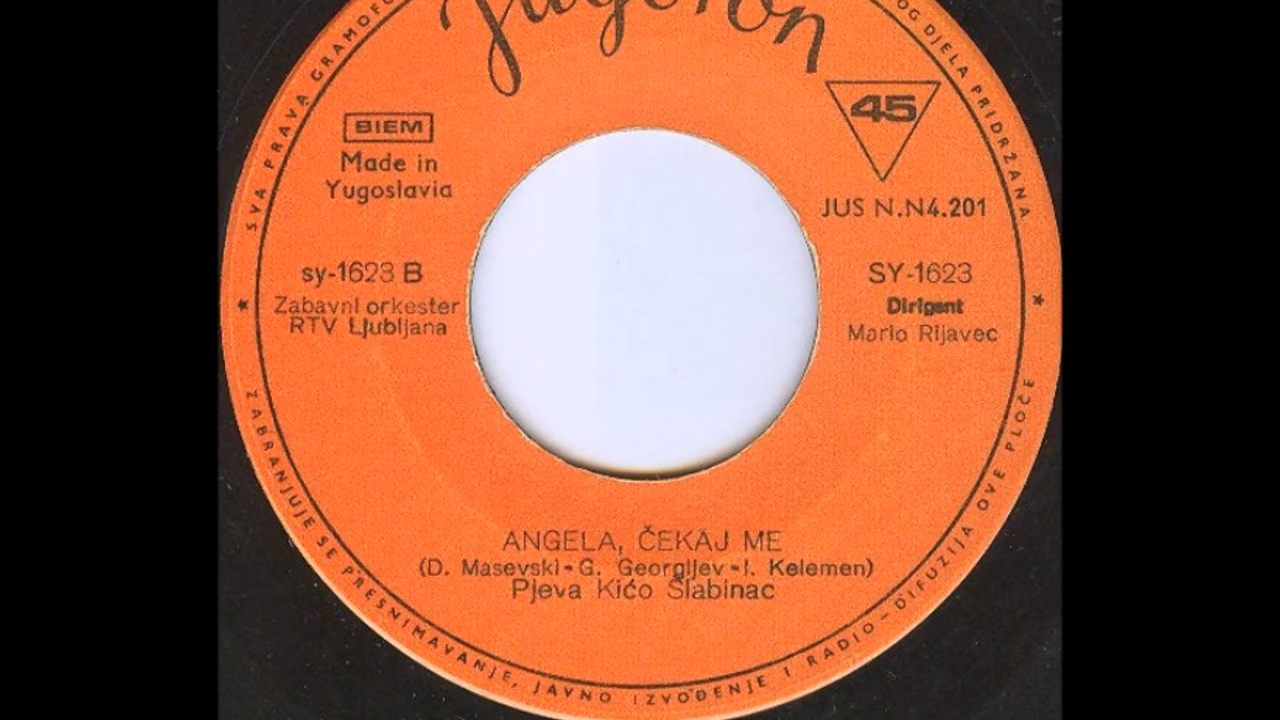 Jugoton
SVA PRAVA
OG DJELA PRIDRŽANA
BIEM
Made in
Yugoslavia
45
JUS N.N4.201
sy-1623 B
Zabavni orkester
RTV Ljubljana
SY-1623
Dirigent
Mario Rijavec
ANGELA, ČEKAJ ME
(D. Masevski - G. Georgijev - I. Kelemen)
Pjeva Kićo Slabinac
ZABRANJUJE SE PRESNIMAVANJE, JAVNO IZVOĐENJE I RADIO-DIFUZIJA OVE PLOČE